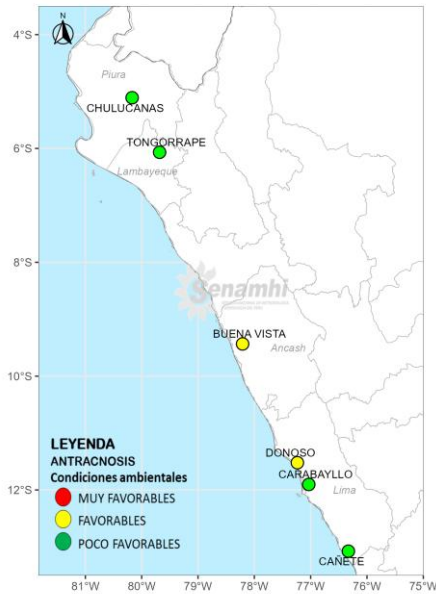 4°S
N
Piura
CHULUCANAS
TONGORRAPE
6°S
Lambayeque
8°S
Senamhi
BUENA VISTA
Ancash
10°S
LEYENDA
ANTRACNOSIS
Condiciones ambientales
MUY FAVORABLES
FAVORABLES
POCO FAVORABLES
DONOSO
CARABAYLLO
Lima
12°S
CAÑETE
81°W
80°W
79°W
78°W
77°W
76°W
75°W